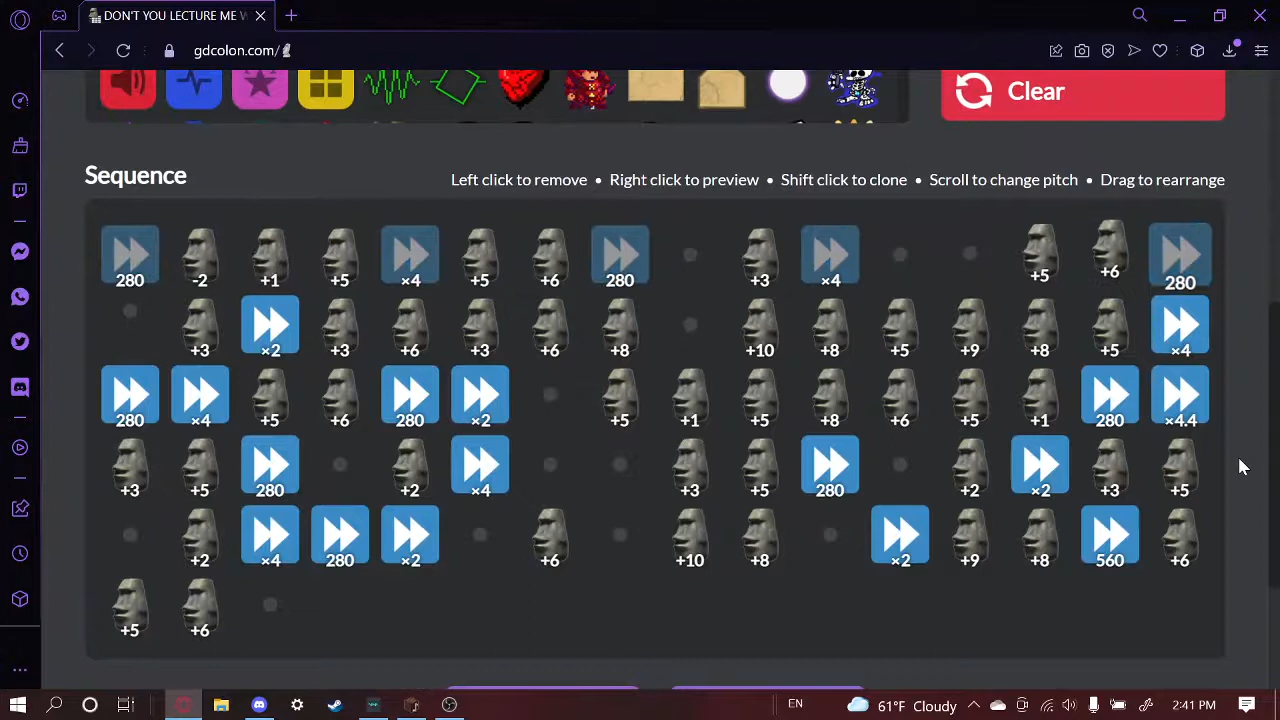 DON'T YOU LECTURE ME W
gdcolon.com/🗿
Clear
Sequence
Left click to remove • Right click to preview • Shift click to clone • Scroll to change pitch • Drag to rearrange
280 -2 +1 +5 ×4 +5 +6 280 +3 ×4 +5 +6 280
+3 ×2 +3 +6 +3 +6 +8 +10 +8 +5 +9 +8 +5 ×4
280 ×4 +5 +6 280 ×2 +5 +1 +5 +8 +6 +5 +1 280 ×4.4
+3 +5 280 +2 ×4 +3 +5 280 +2 ×2 +3 +5
+2 ×4 280 ×2 +6 +10 +8 ×2 +9 +8 560 +6
+5 +6
EN
61°F Cloudy
2:41 PM